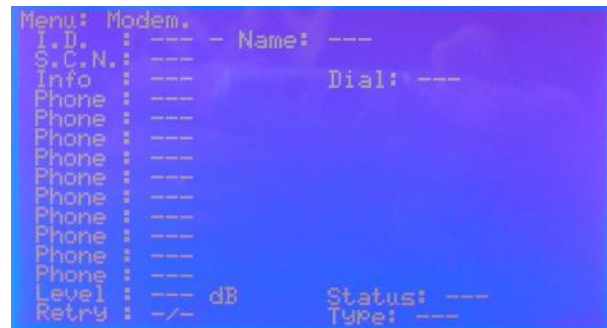 Menu: Modem.
I.D. : --- - Name: ---
S.C.N.: ---
Info : --- Dial: ---
Phone : ---
Phone : ---
Phone : ---
Phone : ---
Phone : ---
Phone : ---
Phone : ---
Phone : ---
Phone : ---
Phone : ---
Level : --- dB Status: ---
Retry : -/- Type: ---